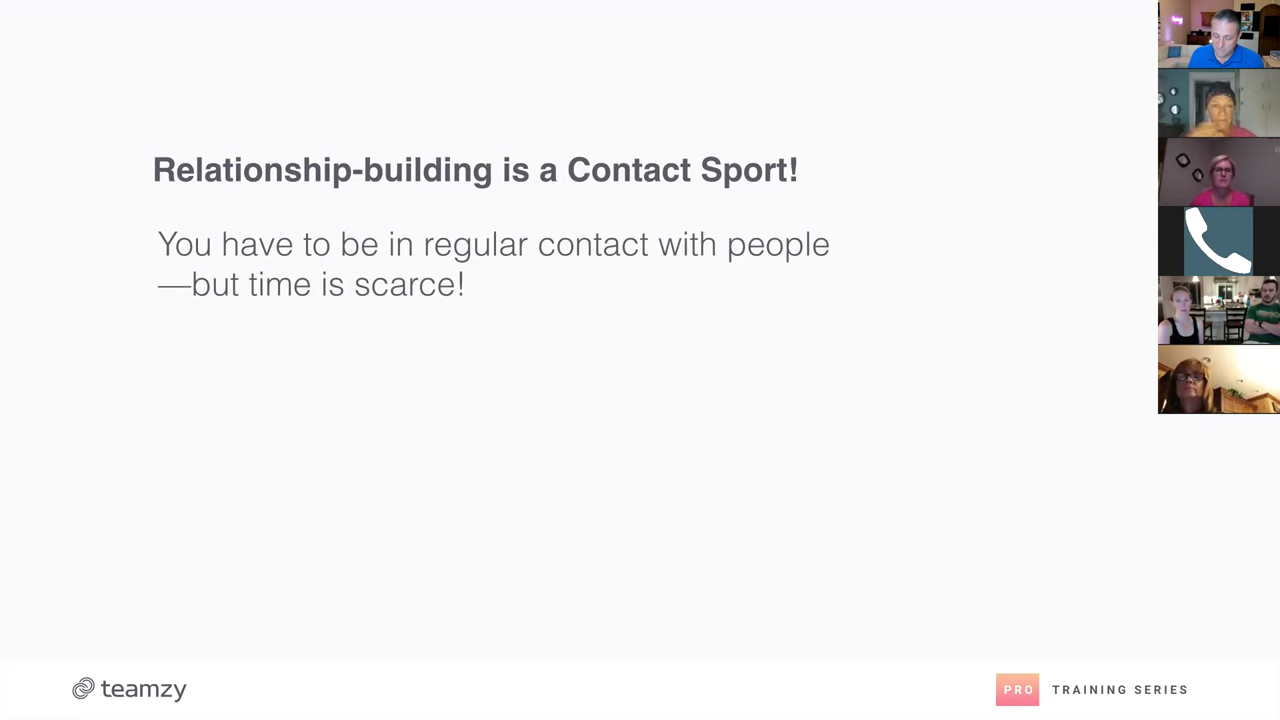 Relationship-building is a Contact Sport!
You have to be in regular contact with people
—but time is scarce!
teamzy
PRO TRAINING SERIES